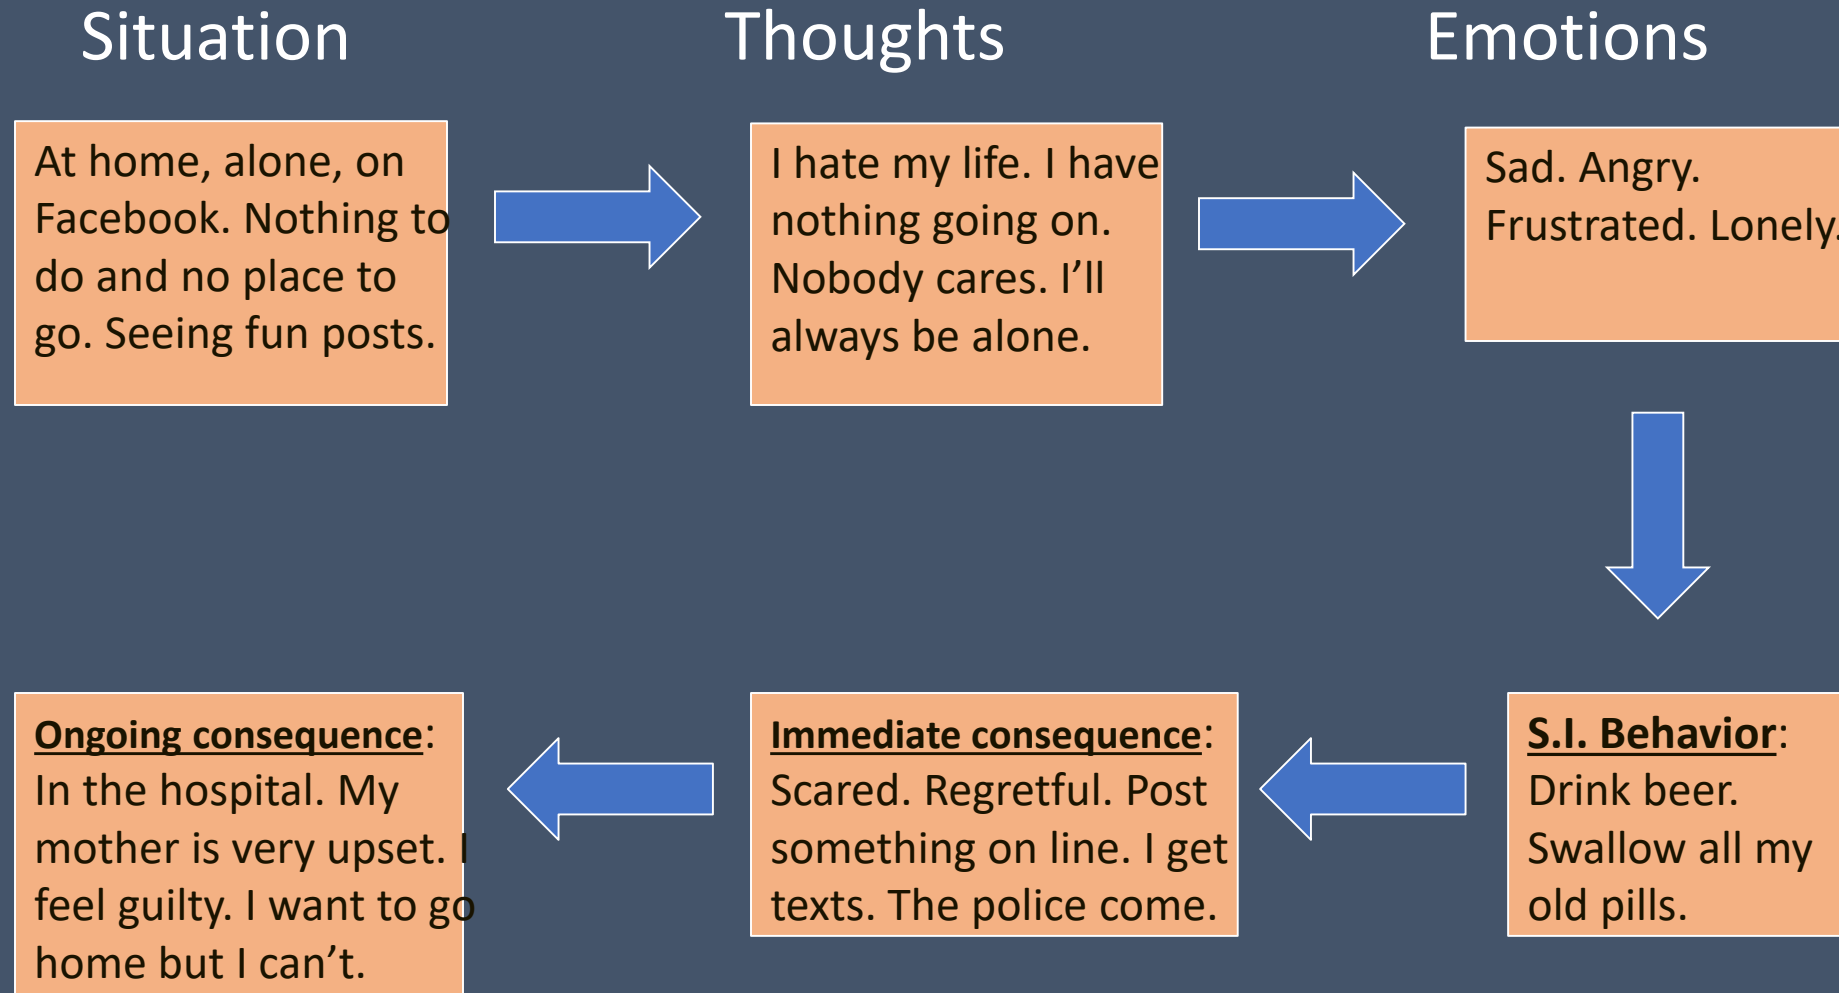 Situation
Thoughts
Emotions
At home, alone, on
Facebook. Nothing to
do and no place to
go. Seeing fun posts.
I hate my life. I have
nothing going on.
Nobody cares. I’ll
always be alone.
Sad. Angry.
Frustrated. Lonely.
S.I. Behavior:
Drink beer.
Swallow all my
old pills.
Immediate consequence:
Scared. Regretful. Post
something on line. I get
texts. The police come.
Ongoing consequence:
In the hospital. My
mother is very upset. I
feel guilty. I want to go
home but I can’t.